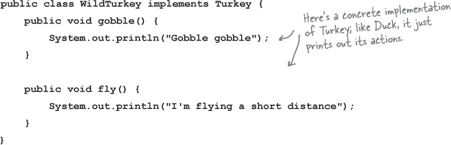 public class WildTurkey implements Turkey {
public void gobble() {
System.out.println("Gobble gobble");
}
public void fly() {
System.out.println("I'm flying a short distance");
}
}
Here's a concrete implementation
of Turkey; like Duck, it just
prints out its actions.